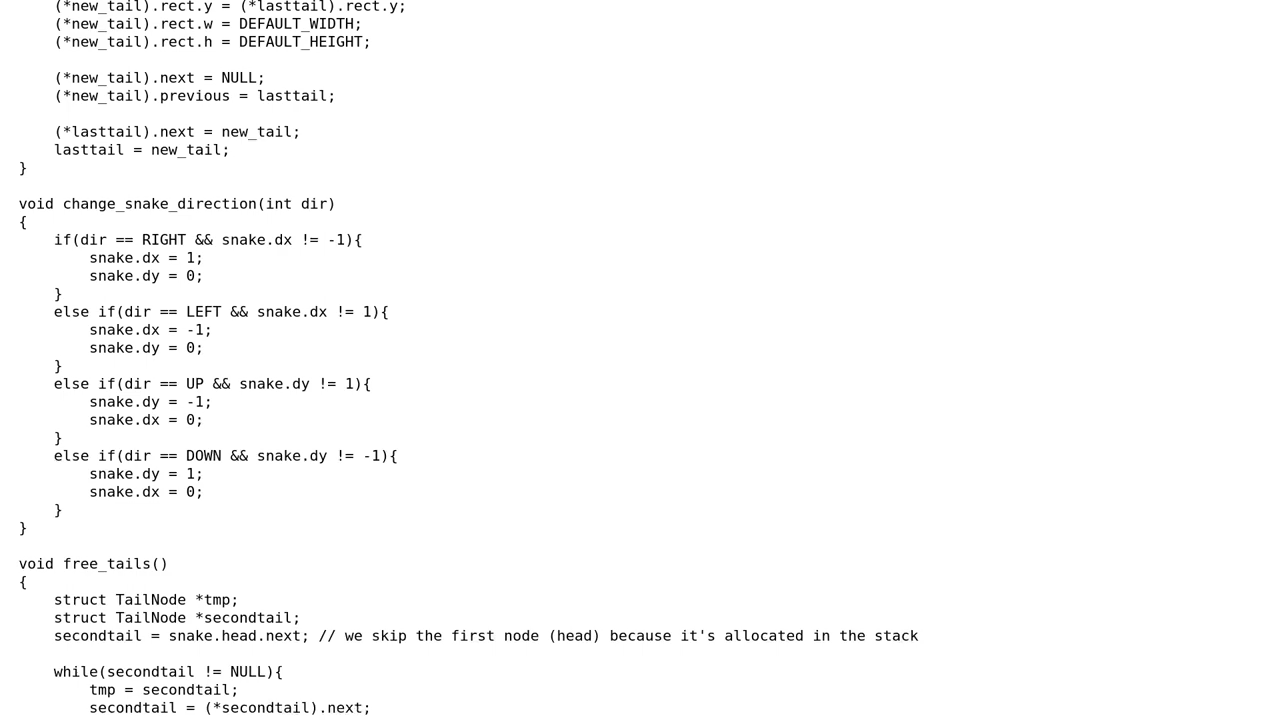 (*new_tail).rect.y = (*lasttail).rect.y;
    (*new_tail).rect.w = DEFAULT_WIDTH;
    (*new_tail).rect.h = DEFAULT_HEIGHT;

    (*new_tail).next = NULL;
    (*new_tail).previous = lasttail;

    (*lasttail).next = new_tail;
    lasttail = new_tail;
}

void change_snake_direction(int dir)
{
    if(dir == RIGHT && snake.dx != -1){
        snake.dx = 1;
        snake.dy = 0;
    }
    else if(dir == LEFT && snake.dx != 1){
        snake.dx = -1;
        snake.dy = 0;
    }
    else if(dir == UP && snake.dy != 1){
        snake.dy = -1;
        snake.dx = 0;
    }
    else if(dir == DOWN && snake.dy != -1){
        snake.dy = 1;
        snake.dx = 0;
    }
}

void free_tails()
{
    struct TailNode *tmp;
    struct TailNode *secondtail;
    secondtail = snake.head.next; // we skip the first node (head) because it's allocated in the stack

    while(secondtail != NULL){
        tmp = secondtail;
        secondtail = (*secondtail).next;